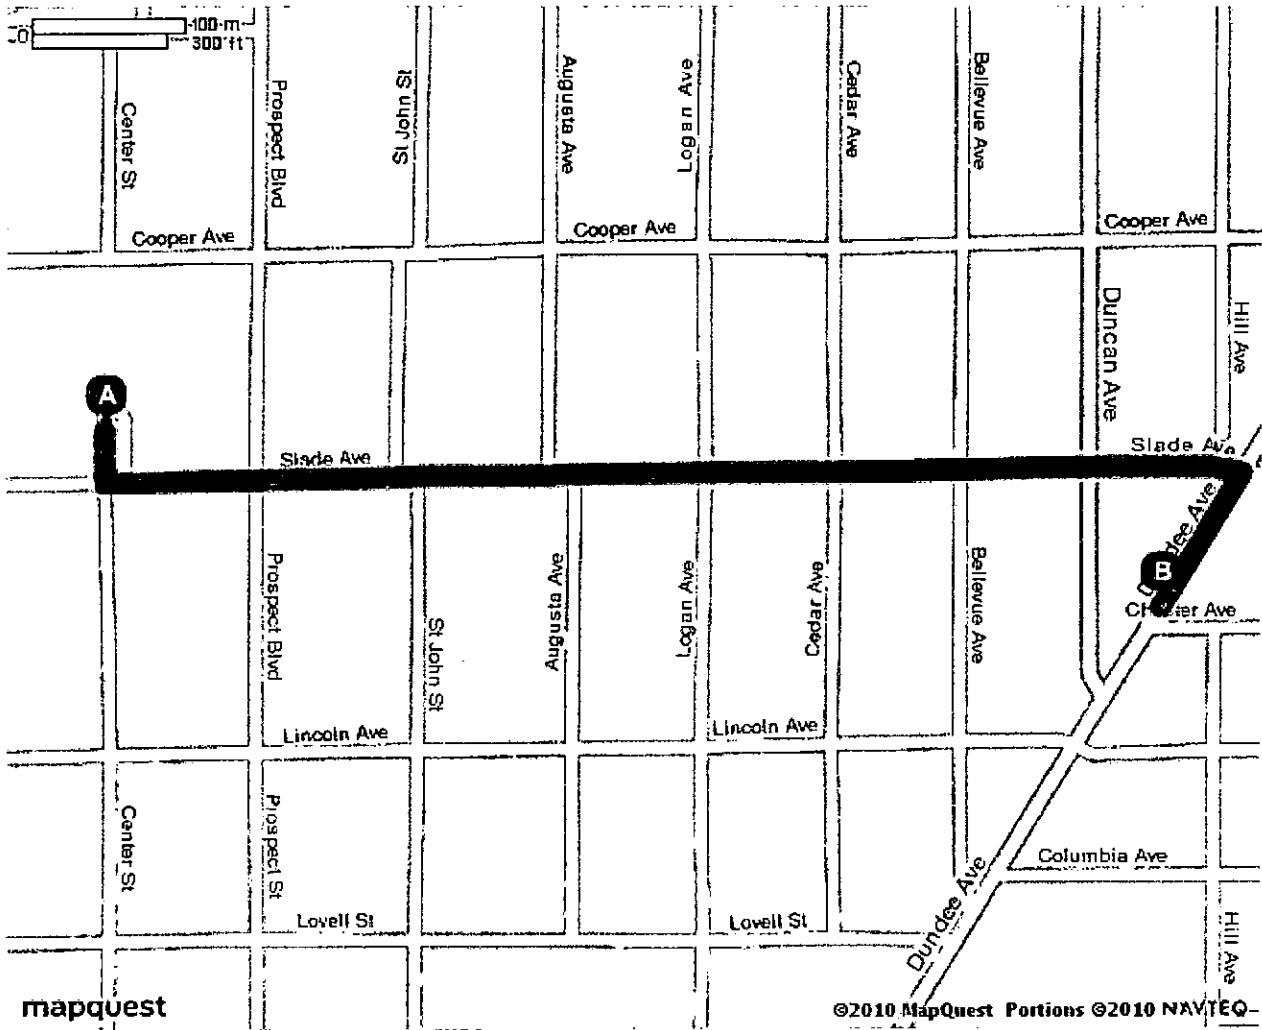 100 m
300 ft
Center St
Prospect Blvd
St John St
Augusta Ave
Logan Ave
Cedar Ave
Bellevue Ave
Cooper Ave
Cooper Ave
Cooper Ave
Duncan Ave
Hill Ave
A
Slade Ave
Slade Ave
Dundee Ave
B
Chester Ave
Prospect Blvd
St John St
Augusta Ave
Logan Ave
Cedar Ave
Bellevue Ave
Lincoln Ave
Lincoln Ave
Center St
Prospect St
Columbia Ave
Lovell St
Lovell St
Dundee Ave
Hill Ave
mapquest
©2010 MapQuest Portions ©2010 NAVTEQ